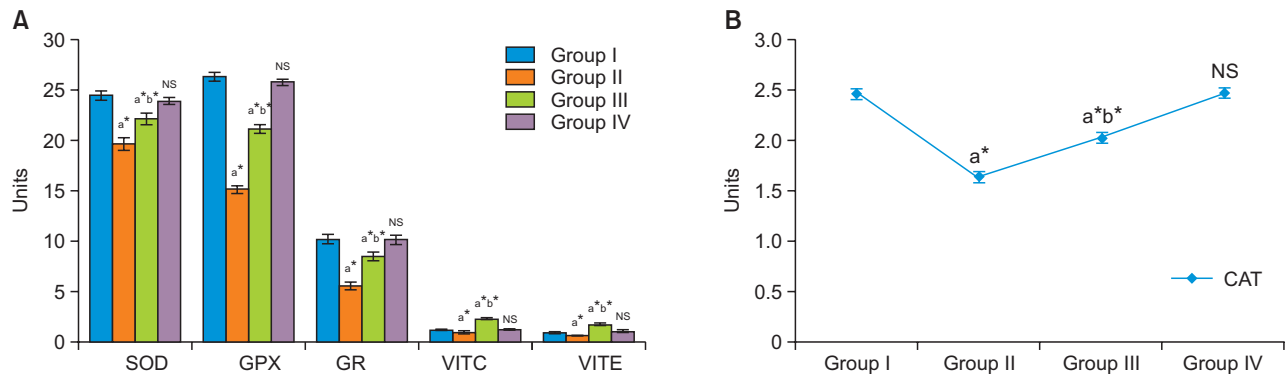 A
30
25
20
15
10
5
0
Units
a*
a*b*
NS
a*
a*b*
NS
a*
a*b*
NS
a*
a*b*
NS
a*
a*b*
NS
SOD GPX GR VITC VITE
Group I
Group II
Group III
Group IV
B
3.0
2.5
2.0
1.5
1.0
0.5
0
Units
a*
a*b*
NS
CAT
Group I Group II Group III Group IV